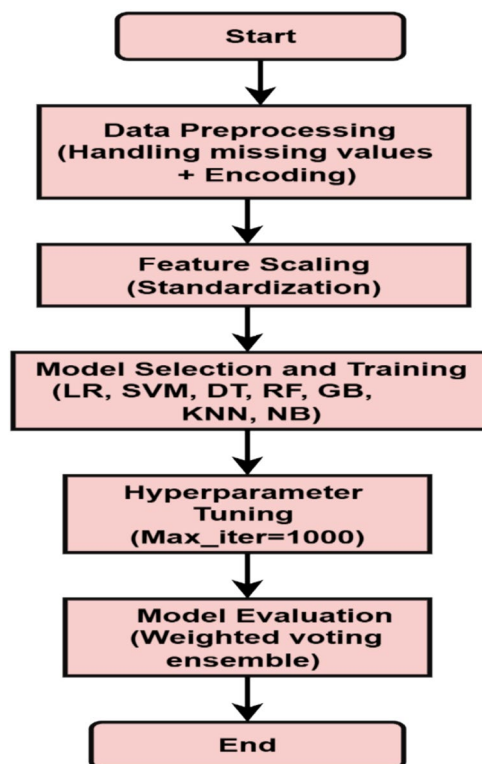 Start
Data Preprocessing
(Handling missing values
+ Encoding)
Feature Scaling
(Standardization)
Model Selection and Training
(LR, SVM, DT, RF, GB,
KNN, NB)
Hyperparameter
Tuning
(Max_iter=1000)
Model Evaluation
(Weighted voting
ensemble)
End